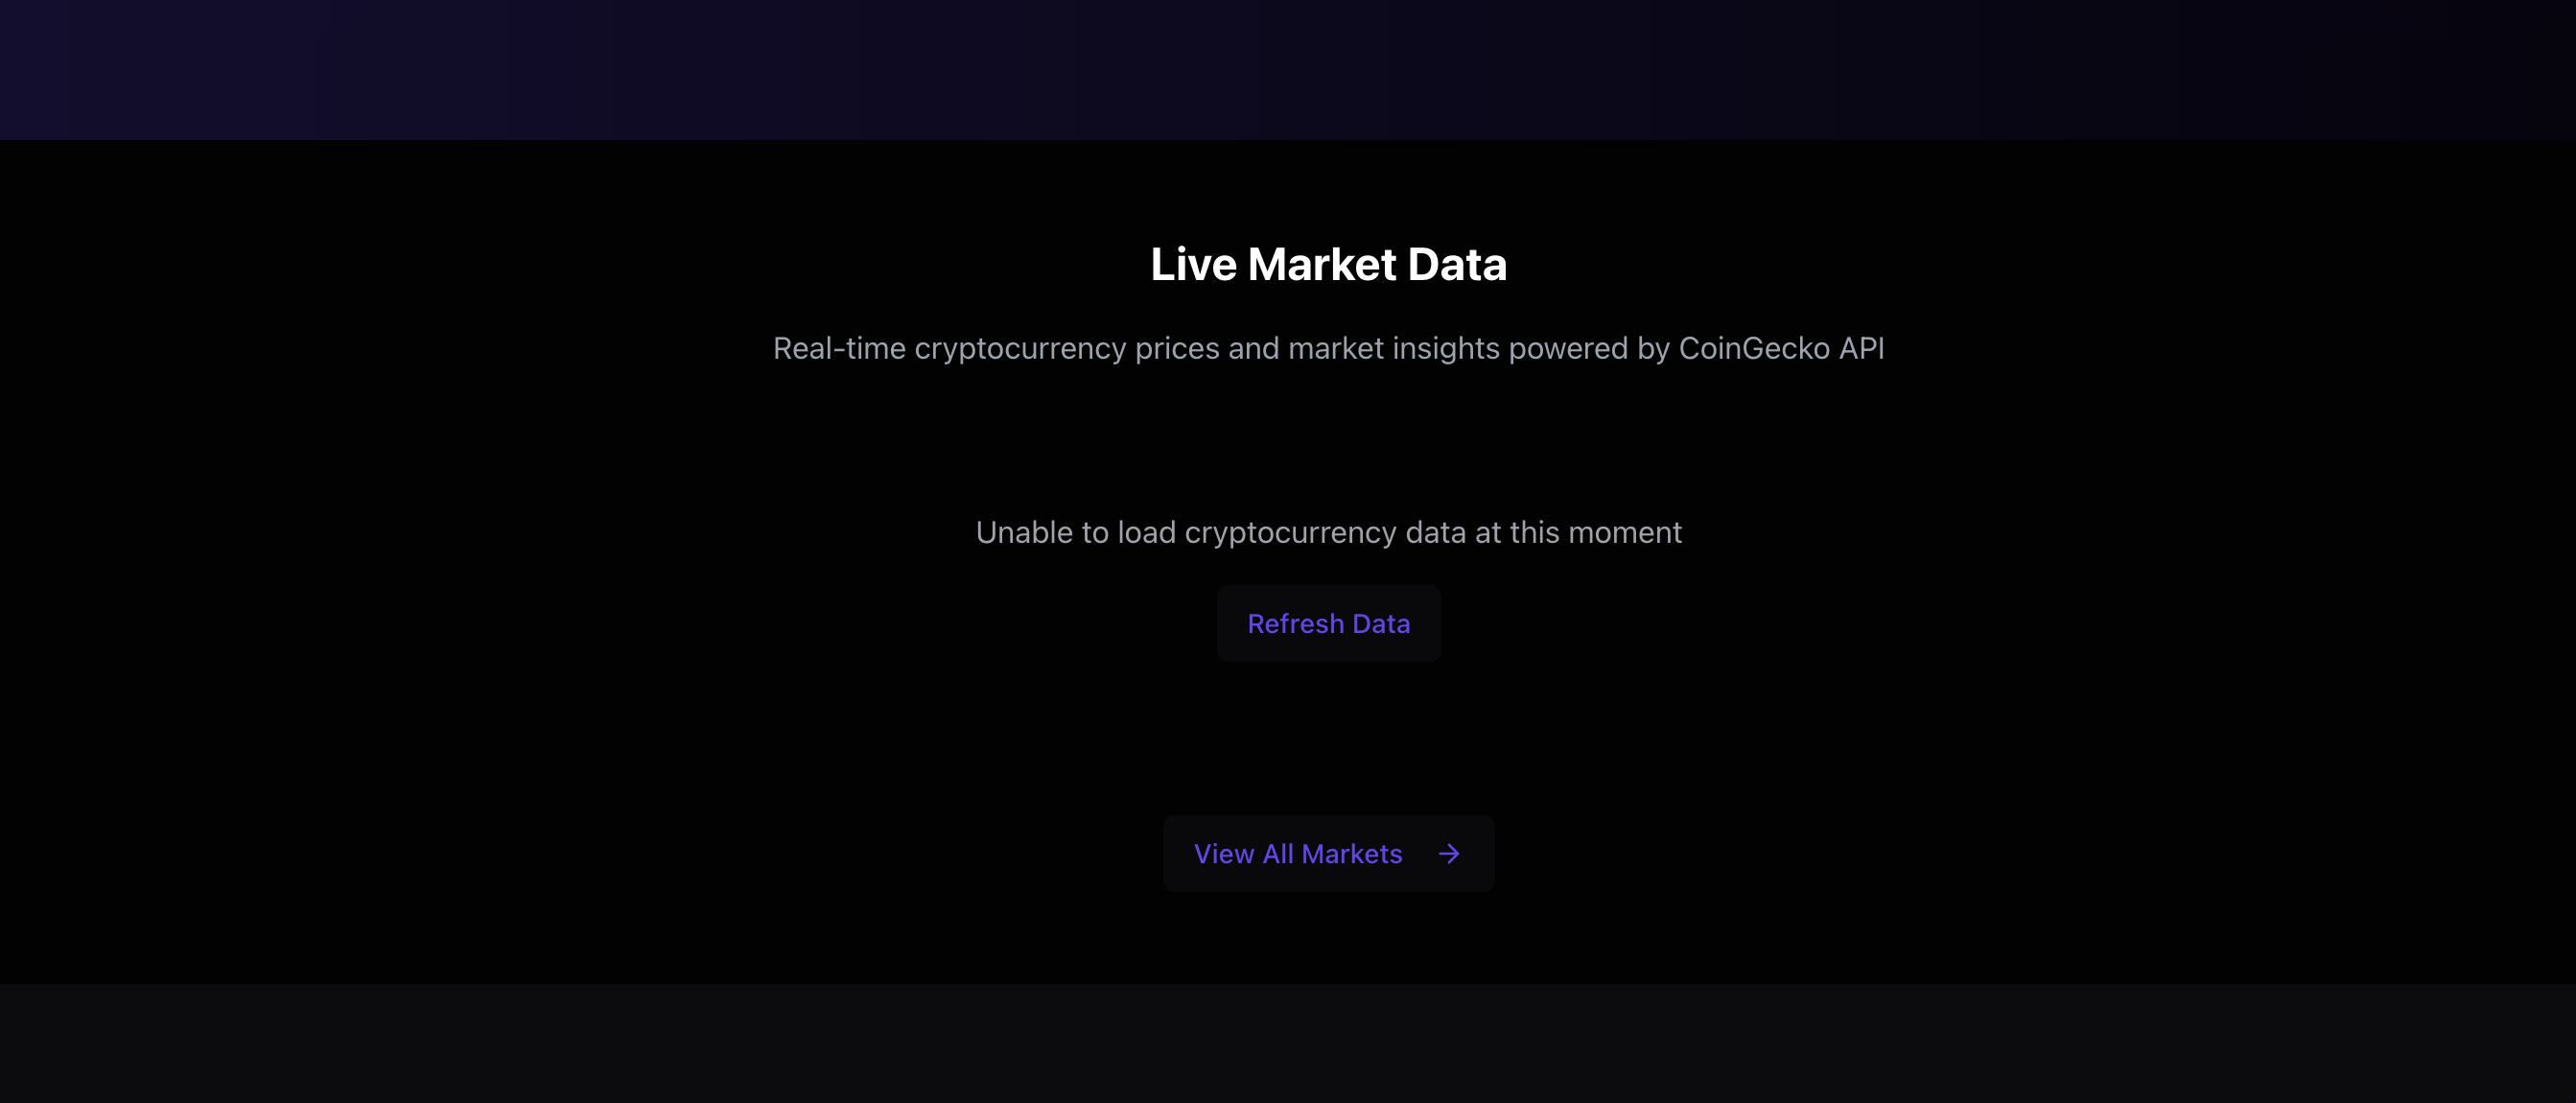 Live Market Data
Real-time cryptocurrency prices and market insights powered by CoinGecko API
Unable to load cryptocurrency data at this moment
Refresh Data
View All Markets →